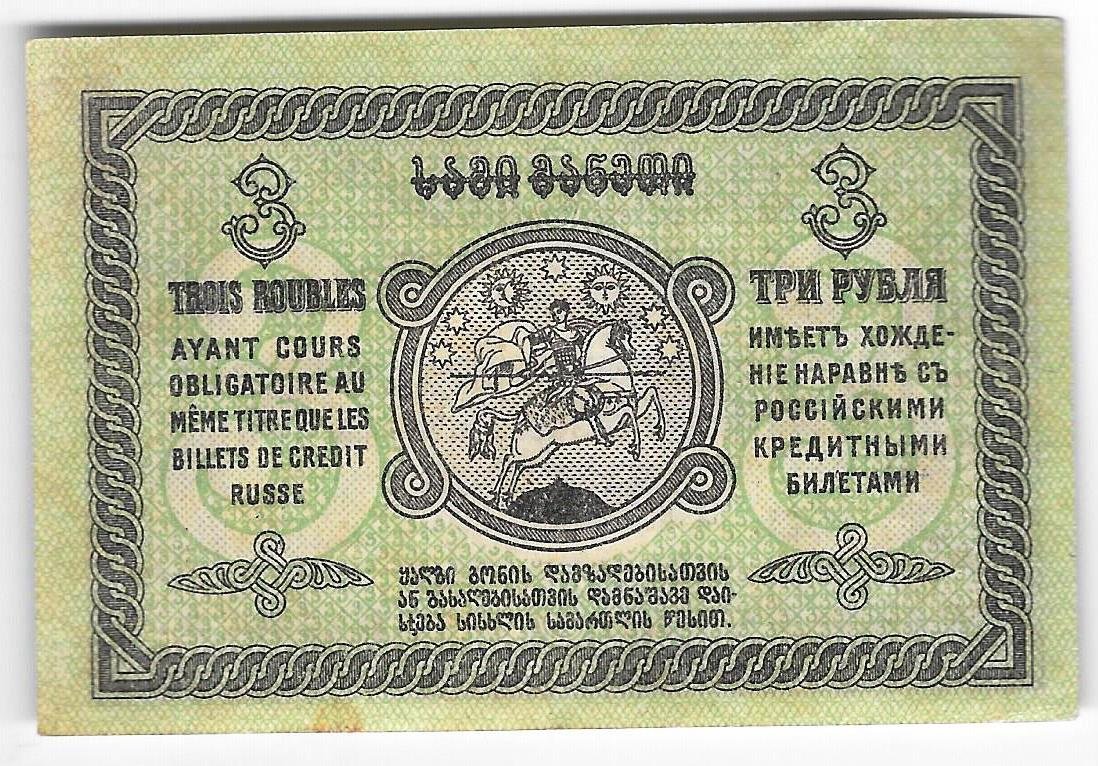 სამი მანეთი
3
TROIS ROUBLES
AYANT COURS
OBLIGATOIRE AU
MÊME TITRE QUE LES
BILLETS DE CREDIT
RUSSE
3
ТРИ РУБЛЯ
ИМѢЕТЪ ХОЖДЕ-
НІЕ НАРАВНѢ СЪ
РОССІЙСКИМИ
КРЕДИТНЫМИ
БИЛЕТАМИ
ყალბი ბონის დამზადებისათვის
ან გასაღებისათვის დამნაშავე დაი-
სჯება სისხლის სამართლის წესით.